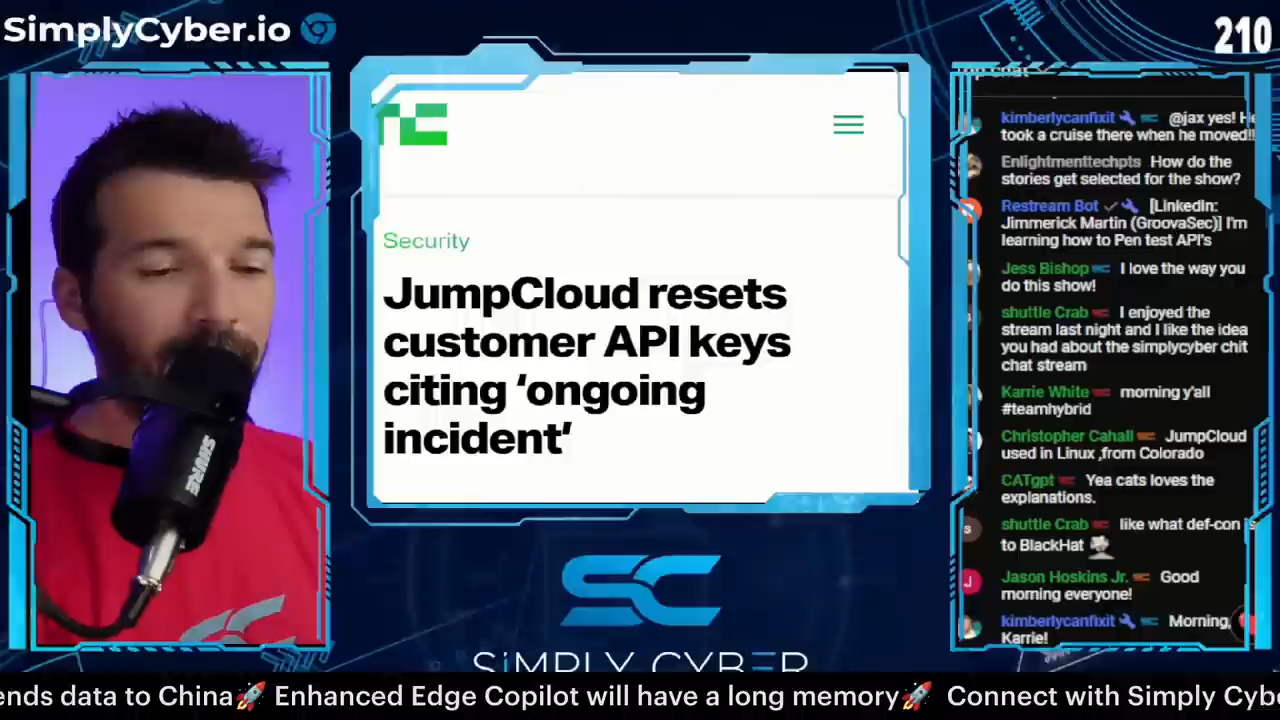 SimplyCyber.io
210
TC
Security
JumpCloud resets
customer API keys
citing ‘ongoing
incident’
SIMPLY CYBER
SHURE
kimberlycanfixit @jax yes! He
took a cruise there when he moved!!
Enlightmenttechpts How do the
stories get selected for the show?
Restream Bot [LinkedIn:
Jimmerick Martin (GroovaSec)] I'm
learning how to Pen test API's
Jess Bishop I love the way you
do this show!
shuttle Crab I enjoyed the
stream last night and I like the idea
you had about the simplycyber chit
chat stream
Karrie White morning y'all
#teamhybrid
Christopher Cahall JumpCloud
used in Linux ,from Colorado
CATgpt Yea cats loves the
explanations.
shuttle Crab like what def-con is
to BlackHat
Jason Hoskins Jr. Good
morning everyone!
kimberlycanfixit Morning,
Karrie!
ends data to China🚀 Enhanced Edge Copilot will have a long memory🚀 Connect with Simply Cybe